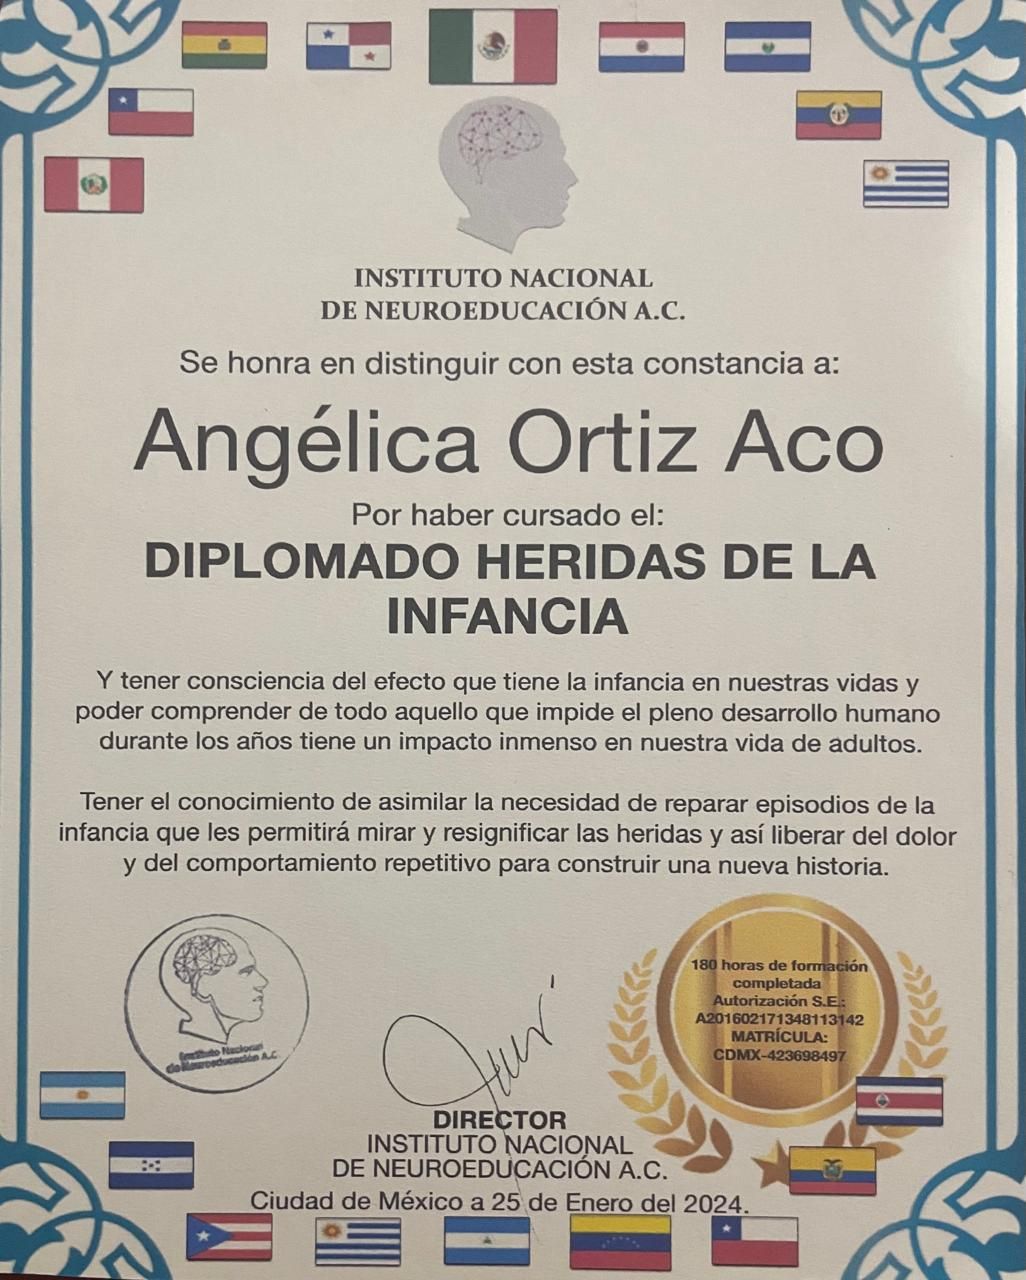 INSTITUTO NACIONAL
DE NEUROEDUCACIÓN A.C.
Se honra en distinguir con esta constancia a:
Angélica Ortiz Aco
Por haber cursado el:
DIPLOMADO HERIDAS DE LA
INFANCIA
Y tener consciencia del efecto que tiene la infancia en nuestras vidas y
poder comprender de todo aquello que impide el pleno desarrollo humano
durante los años tiene un impacto inmenso en nuestra vida de adultos.
Tener el conocimiento de asimilar la necesidad de reparar episodios de la
infancia que les permitirá mirar y resignificar las heridas y así liberar del dolor
y del comportamiento repetitivo para construir una nueva historia.
Instituto Nacional
de Neuroeducación A.C.
180 horas de formación
completada
Autorización S.E.:
A201602171348113142
MATRÍCULA:
CDMX-423698497
DIRECTOR
INSTITUTO NACIONAL
DE NEUROEDUCACIÓN A.C.
Ciudad de México a 25 de Enero del 2024.